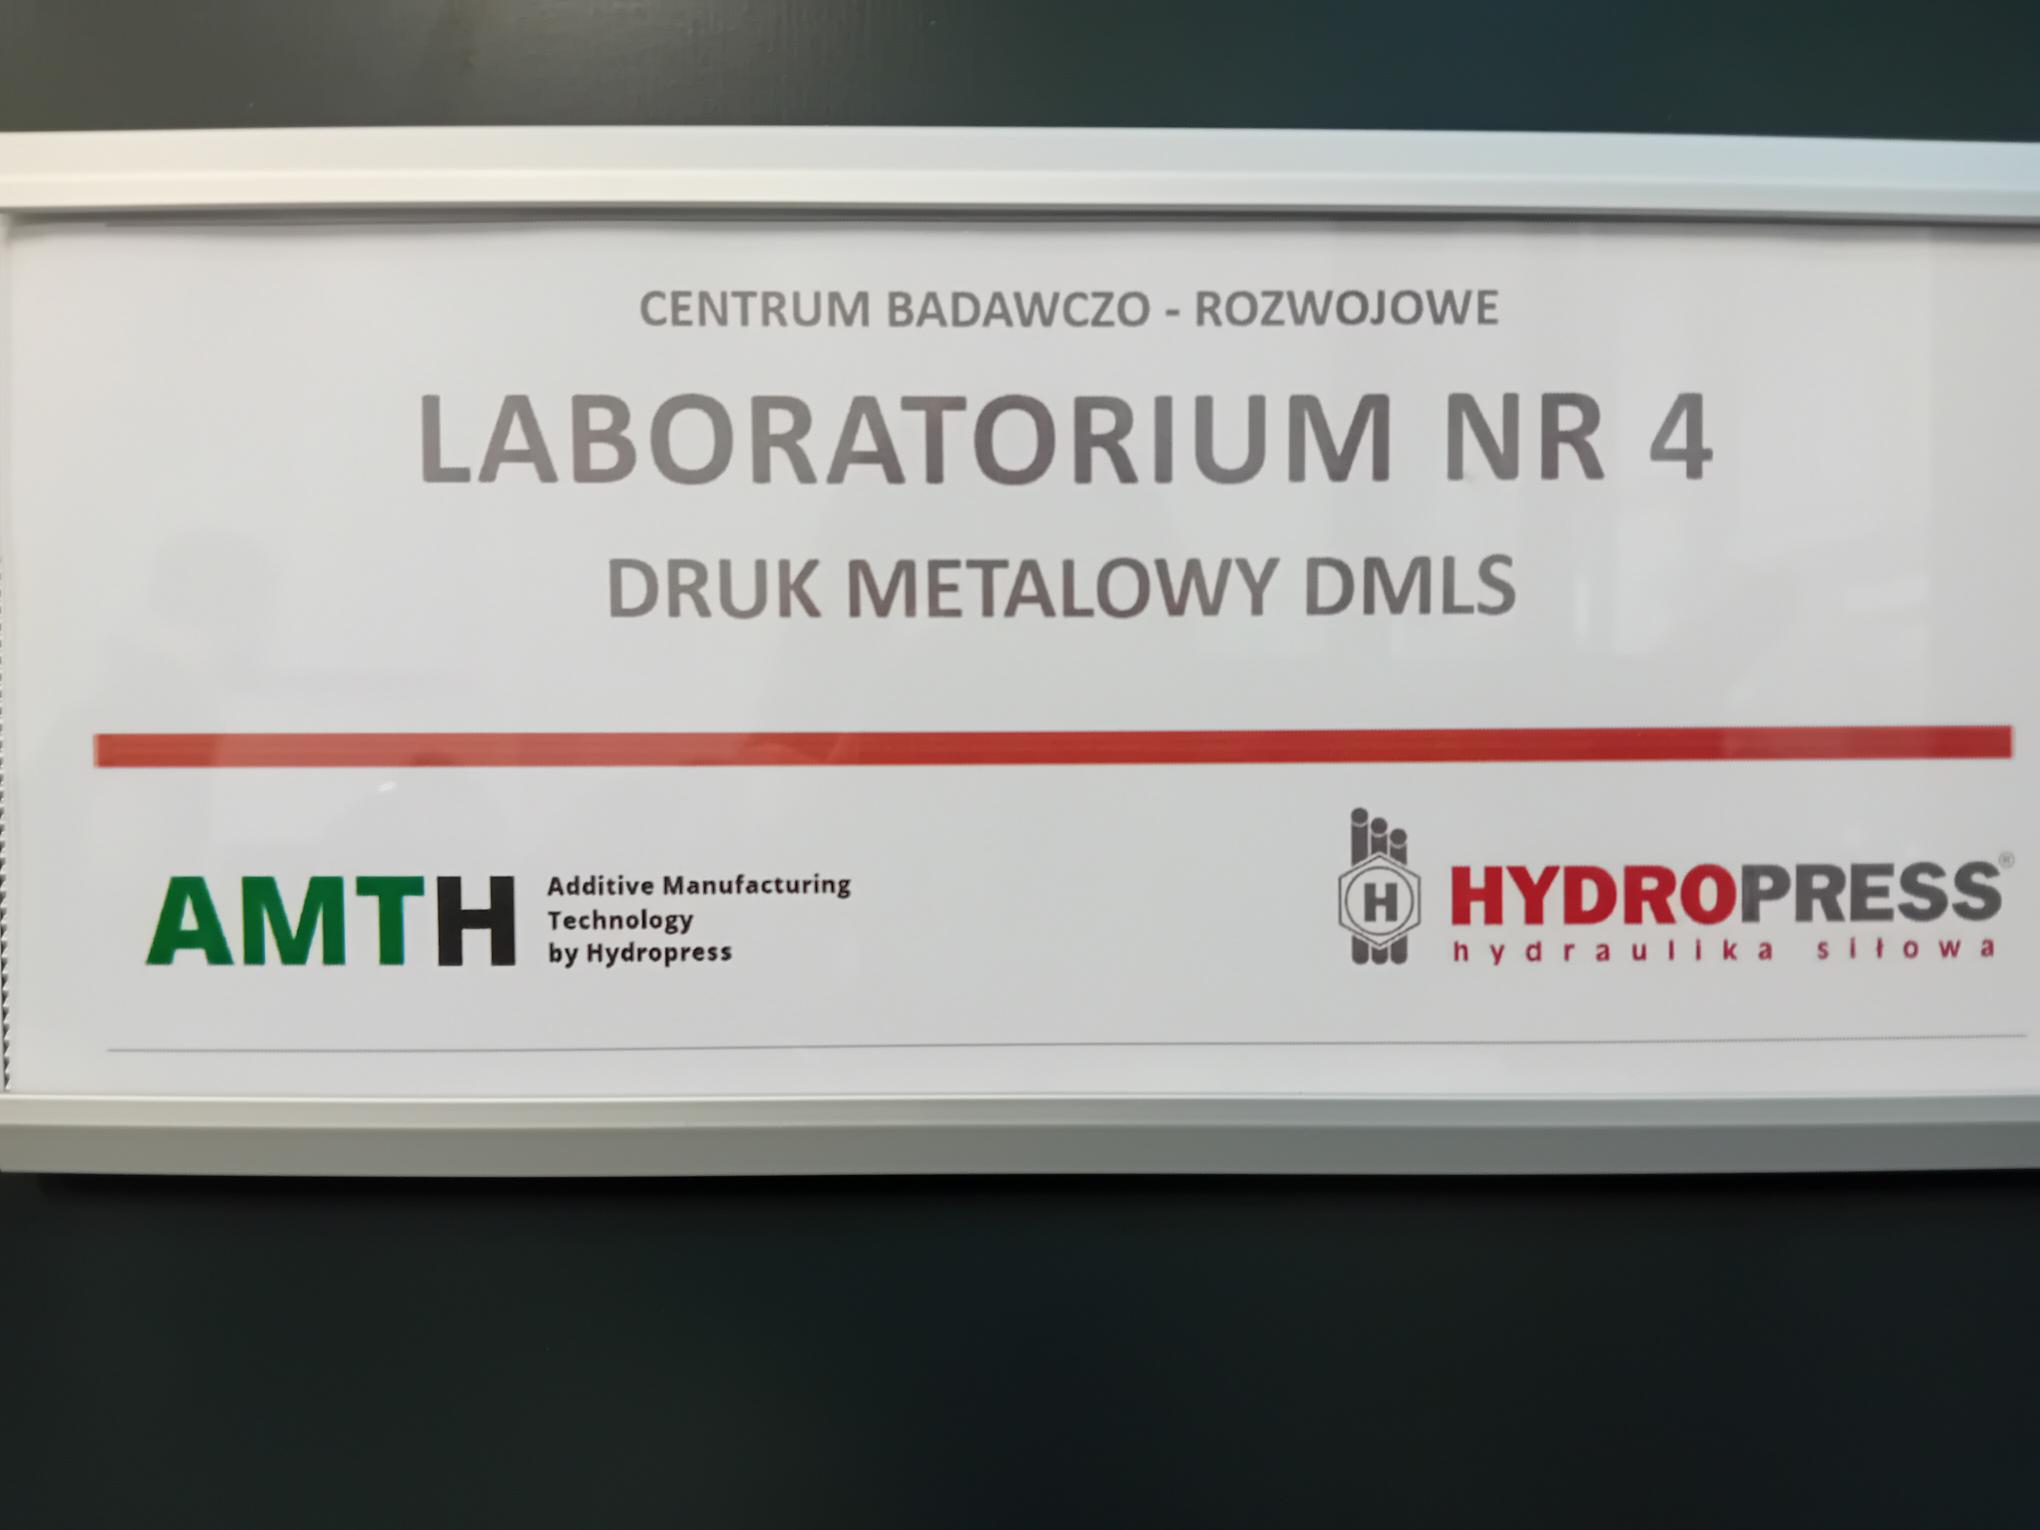 CENTRUM BADAWCZO - ROZWOJOWE
LABORATORIUM NR 4
DRUK METALOWY DMLS
AMTH
Additive Manufacturing
Technology
by Hydropress
H
HYDROPRESS®
hydraulika siłowa